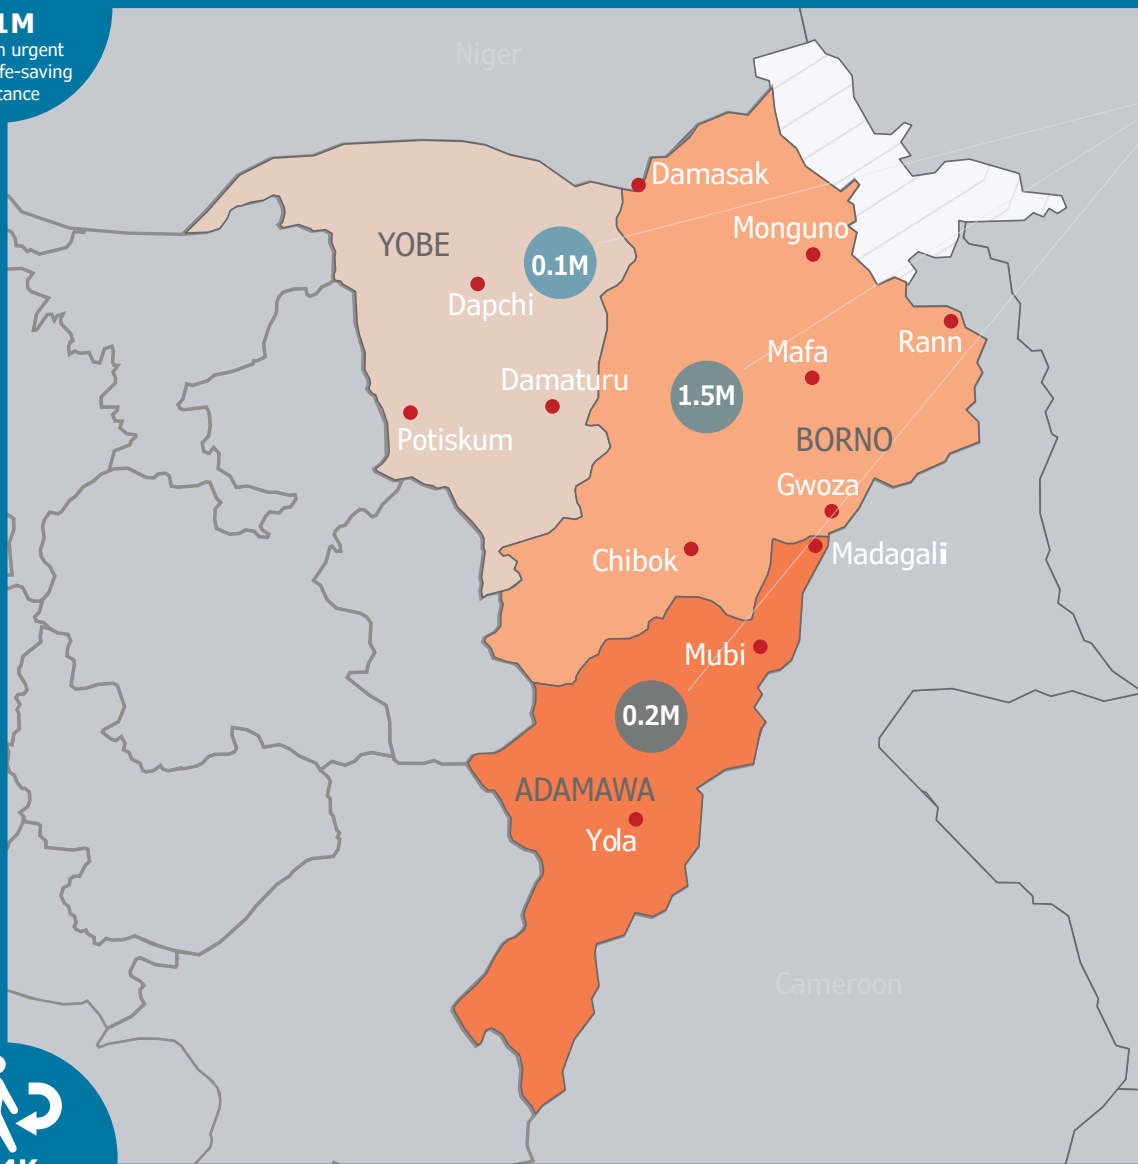 1M
urgent
fe-saving
tance
Niger
Damasak
Monguno
YOBE
0.1M
Dapchi
Rann
Mafa
Damaturu
1.5M
Potiskum
BORNO
Gwoza
Chibok
Madagali
Mubi
0.2M
ADAMAWA
Yola
Cameroon